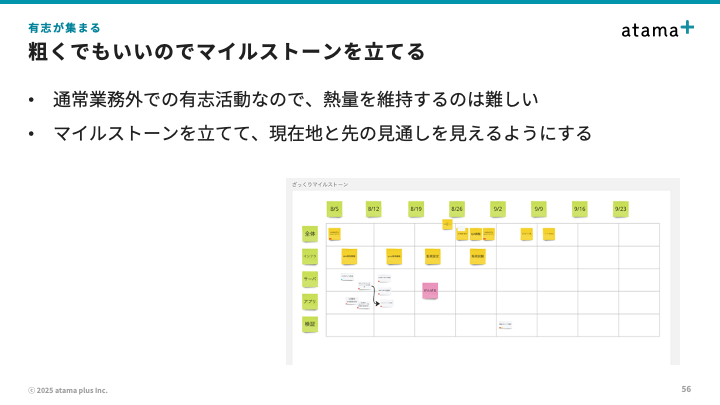 有志が集まる
atama+
粗くでもいいのでマイルストーンを立てる
• 通常業務外での有志活動なので、熱量を維持するのは難しい
• マイルストーンを立てて、現在地と先の見通しを見えるようにする
ざっくりマイルストーン
8/5 8/12 8/19 8/26 9/2 9/9 9/16 9/23
全体
インフラ
サーバ
アプリ
検証
© 2025 atama plus Inc.
56